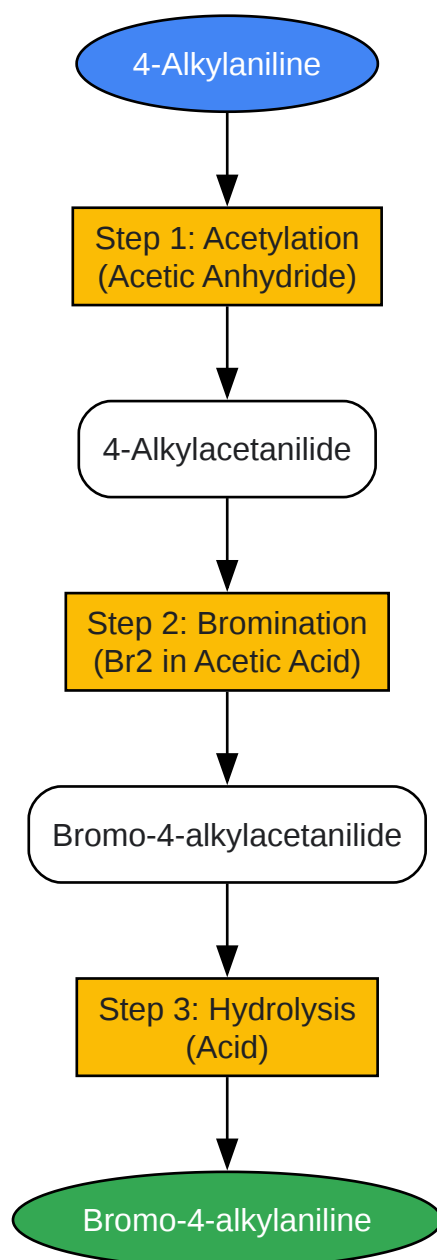 4-Alkylaniline
Step 1: Acetylation
(Acetic Anhydride)
4-Alkylacetanilide
Step 2: Bromination
(Br2 in Acetic Acid)
Bromo-4-alkylacetanilide
Step 3: Hydrolysis
(Acid)
Bromo-4-alkylaniline